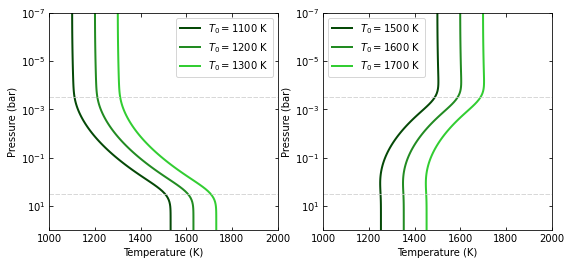 10⁻⁷
10⁻⁵
10⁻³
10⁻¹
10¹
Pressure (bar)
1000 1200 1400 1600 1800 2000
Temperature (K)
T₀ = 1100 K
T₀ = 1200 K
T₀ = 1300 K
10⁻⁷
10⁻⁵
10⁻³
10⁻¹
10¹
Pressure (bar)
1000 1200 1400 1600 1800 2000
Temperature (K)
T₀ = 1500 K
T₀ = 1600 K
T₀ = 1700 K